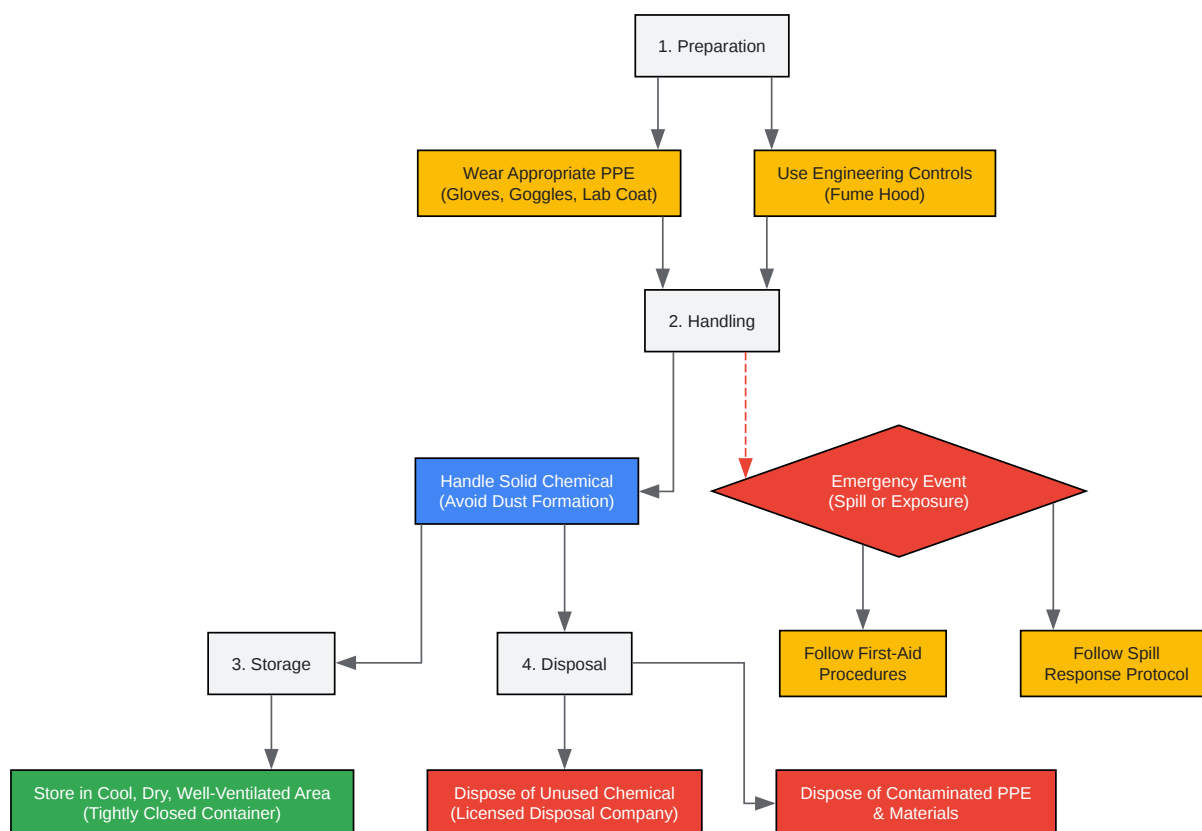 1. Preparation
Wear Appropriate PPE
(Gloves, Goggles, Lab Coat)
Use Engineering Controls
(Fume Hood)
2. Handling
Handle Solid Chemical
(Avoid Dust Formation)
Emergency Event
(Spill or Exposure)
3. Storage
4. Disposal
Follow First-Aid
Procedures
Follow Spill
Response Protocol
Store in Cool, Dry, Well-Ventilated Area
(Tightly Closed Container)
Dispose of Unused Chemical
(Licensed Disposal Company)
Dispose of Contaminated PPE
& Materials